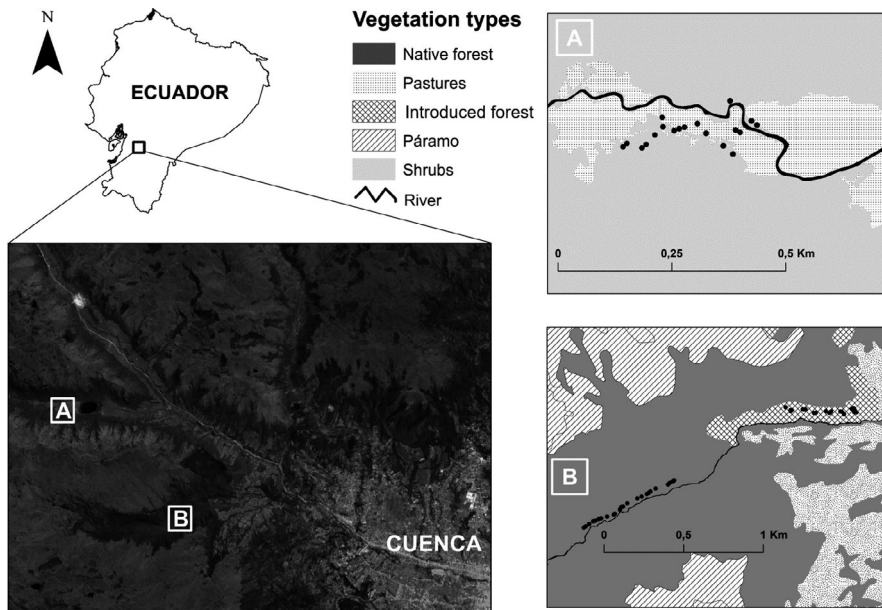 N
ECUADOR
Vegetation types
Native forest
Pastures
Introduced forest
Páramo
Shrubs
River
A
B
CUENCA
A
0 0,25 0,5 Km
B
0 0,5 1 Km